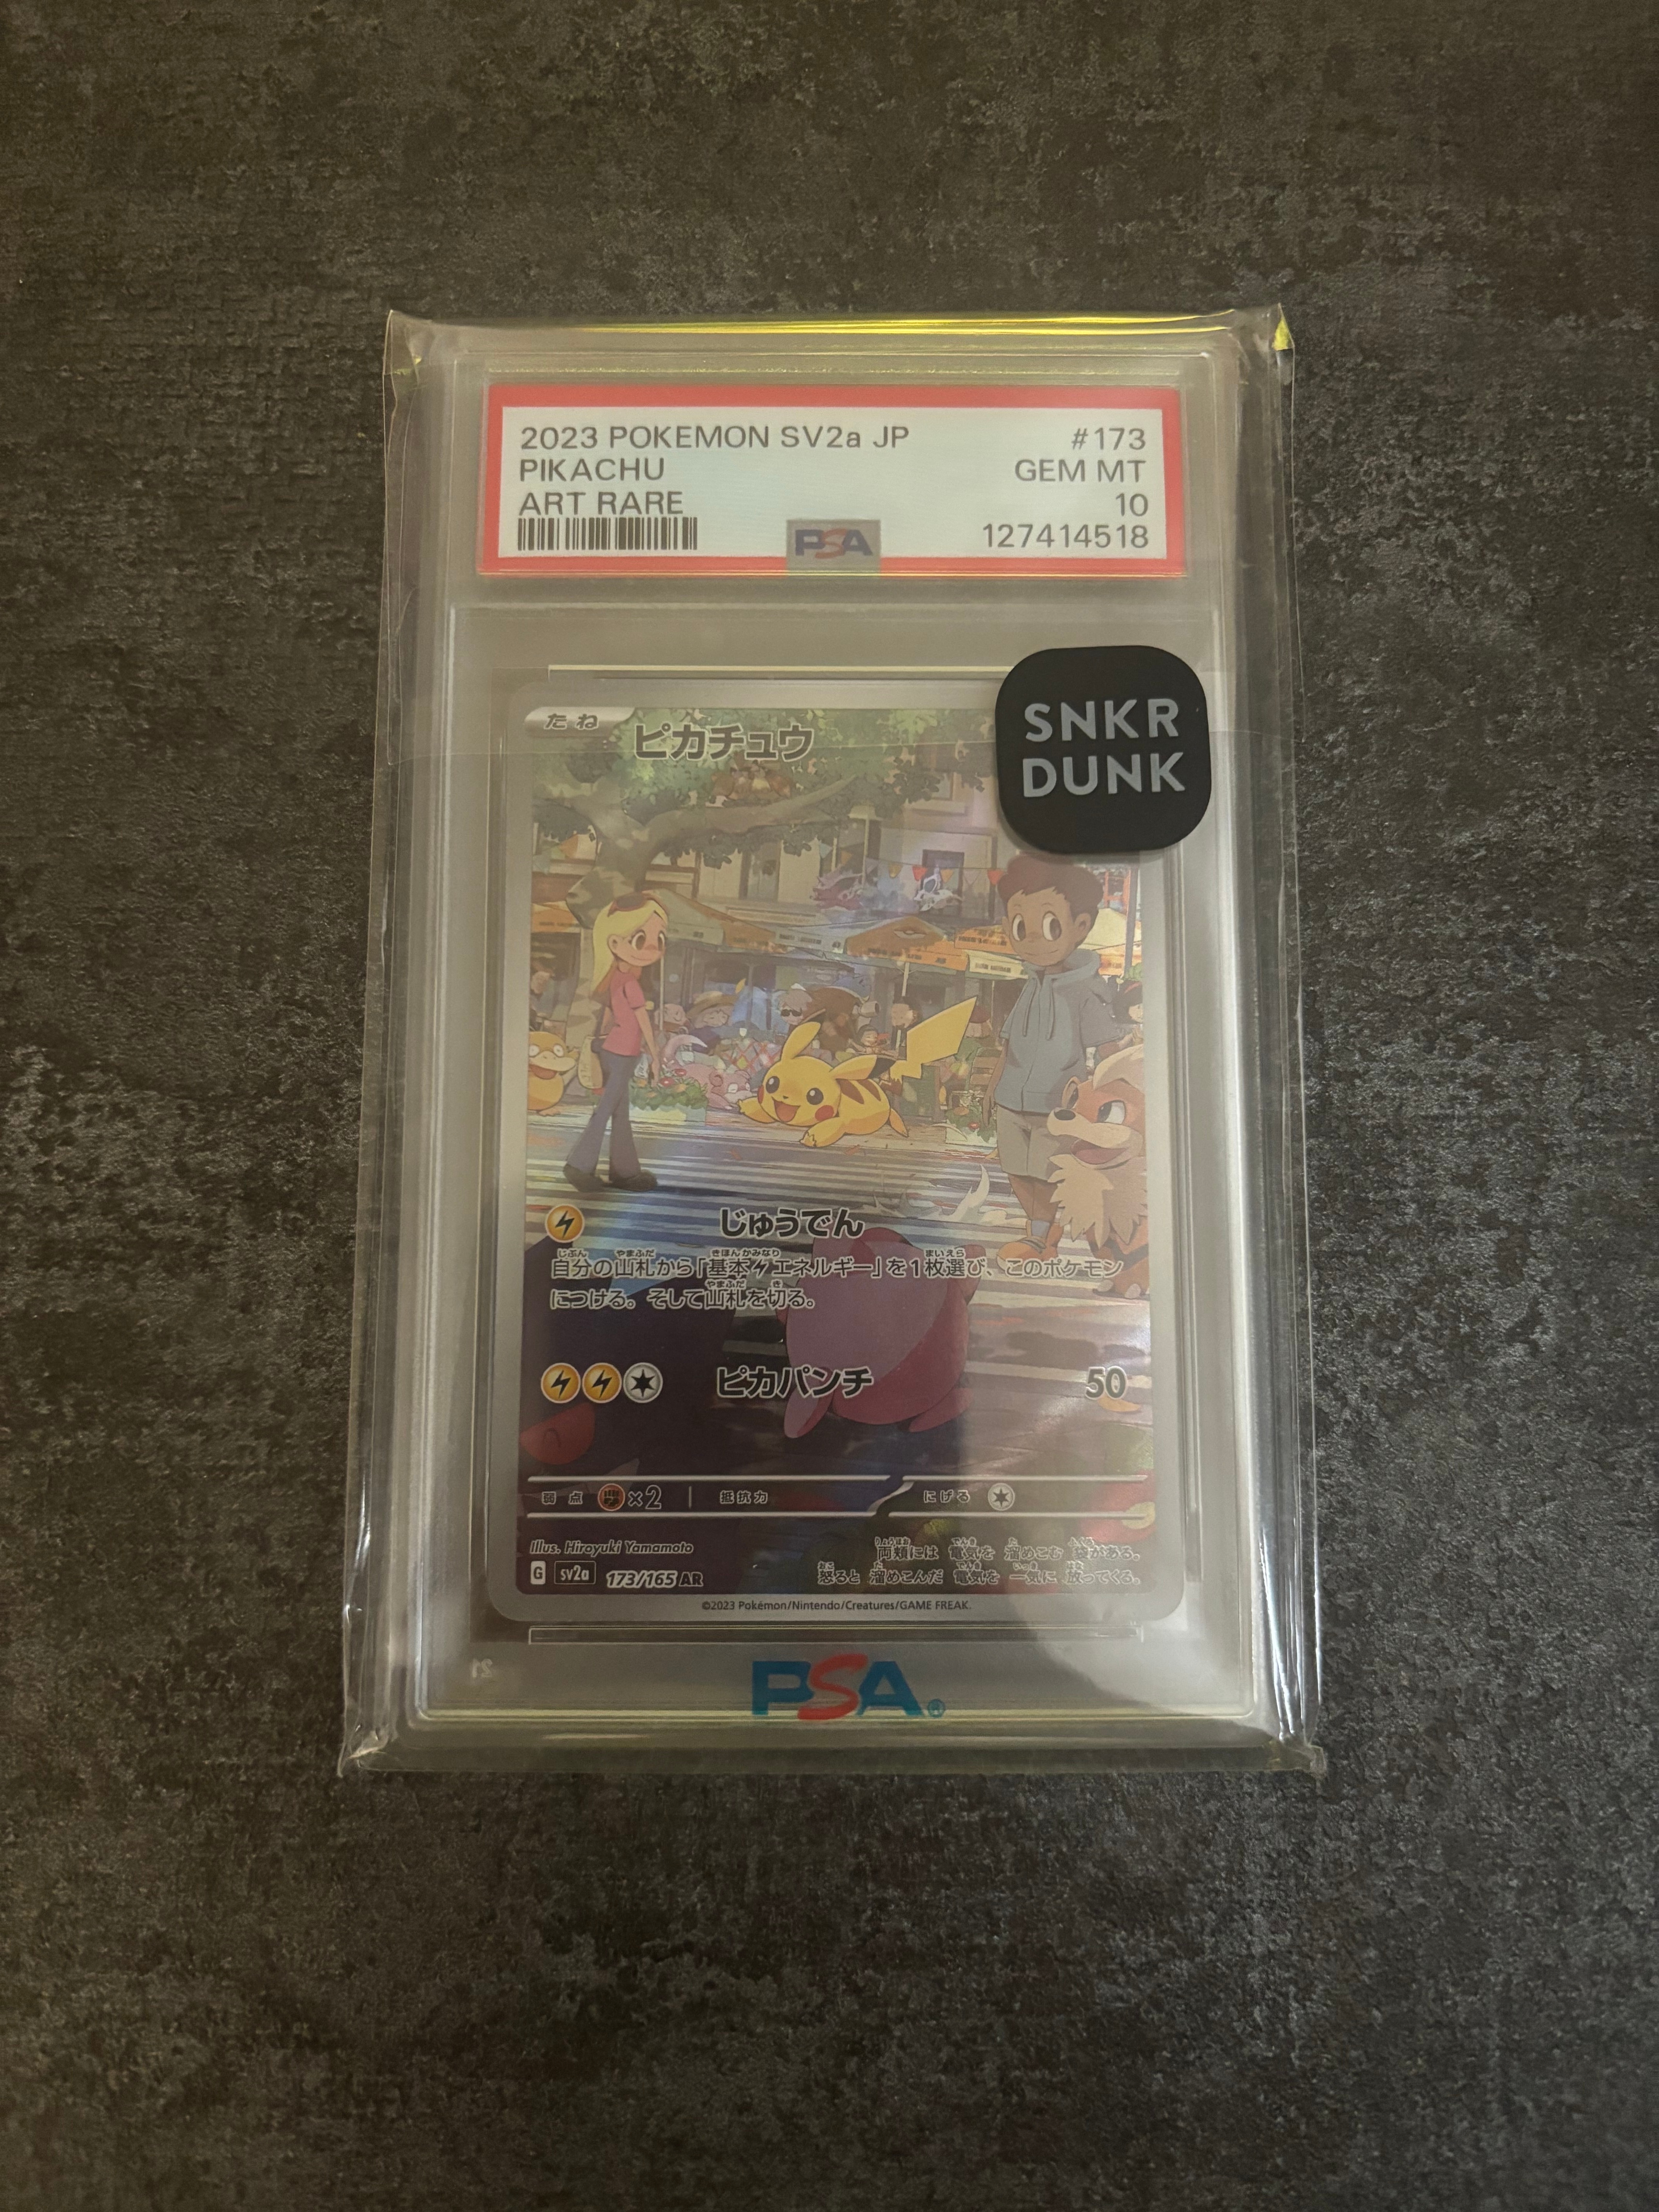 2023 POKEMON SV2a JP #173
PIKACHU GEM MT
ART RARE 10
PSA 127414518
SNKR
DUNK
たね ピカチュウ
じゅうでん
自分の山札から「基本エネルギー」を1枚選び、このポケモン
につける。そして山札を切る。
ピカパンチ 50
弱点 ×2 抵抗力 にげる
Illus. Hiroyuki Yamamoto
両頬には 電気を 溜めこむ 袋がある。
怒ると 溜めこんだ 電気を 一気に 放ってくる。
G sv2a 173/165 AR
©2023 Pokémon/Nintendo/Creatures/GAME FREAK.
21
PSA®